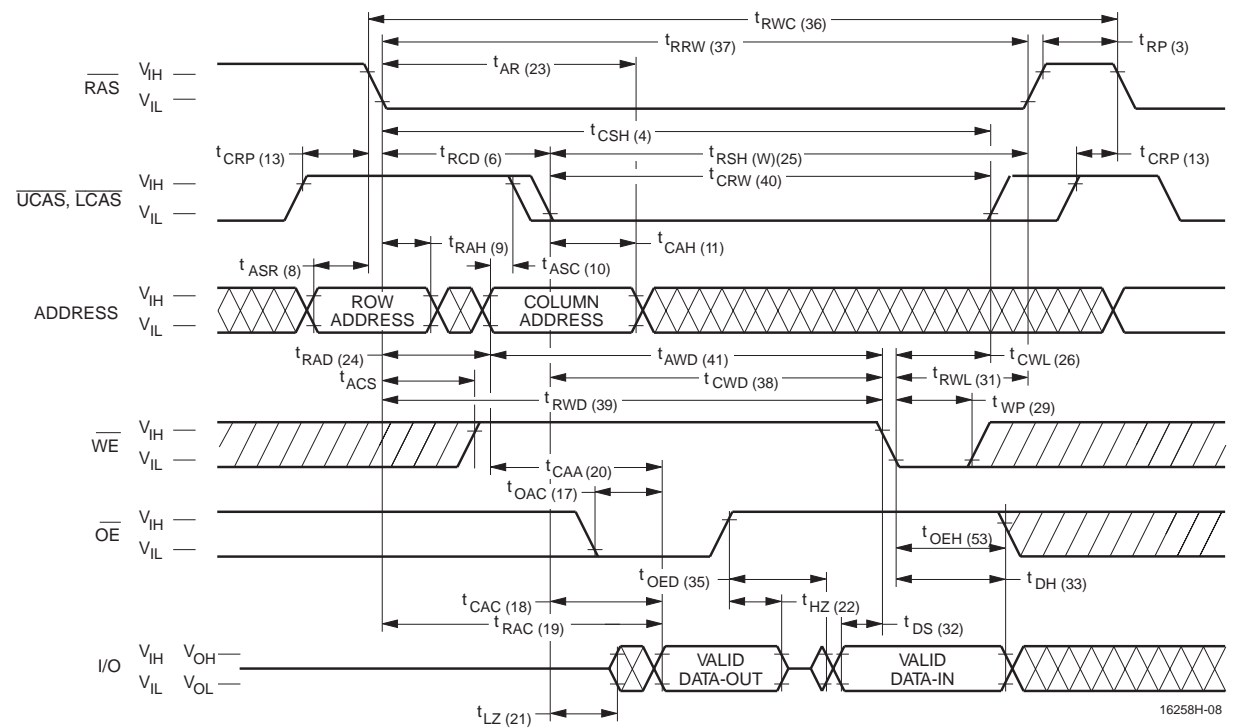 tRWC (36)
tRRW (37)
tRP (3)
tAR (23)
RAS
VIH
VIL
tCSH (4)
tCRP (13)
tRCD (6)
tRSH (W)(25)
tCRP (13)
tCRW (40)
UCAS, LCAS
VIH
VIL
tRAH (9)
tCAH (11)
tASR (8)
tASC (10)
ADDRESS
VIH
VIL
ROW
ADDRESS
COLUMN
ADDRESS
tRAD (24)
tAWD (41)
tCWL (26)
tACS
tCWD (38)
tRWL (31)
tRWD (39)
tWP (29)
WE
VIH
VIL
tCAA (20)
tOAC (17)
OE
VIH
VIL
tOEH (53)
tOED (35)
tDH (33)
tCAC (18)
tHZ (22)
tRAC (19)
tDS (32)
I/O
VIH VOH
VIL VOL
VALID
DATA-OUT
VALID
DATA-IN
tLZ (21)
16258H-08